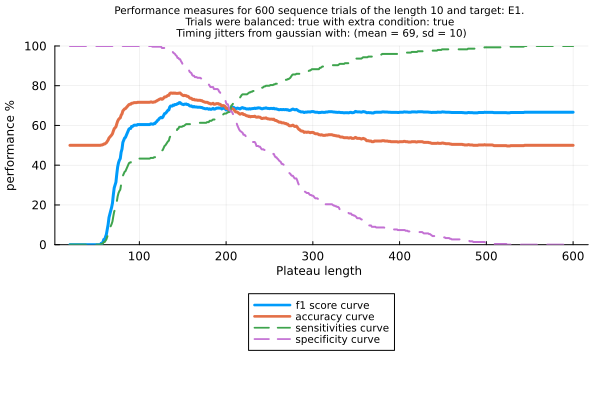 Performance measures for 600 sequence trials of the length 10 and target: E1.
Trials were balanced: true with extra condition: true
Timing jitters from gaussian with: (mean = 69, sd = 10)
100
80
60
40
20
0
performance %
100 200 300 400 500 600
Plateau length
f1 score curve
accuracy curve
sensitivities curve
specificity curve